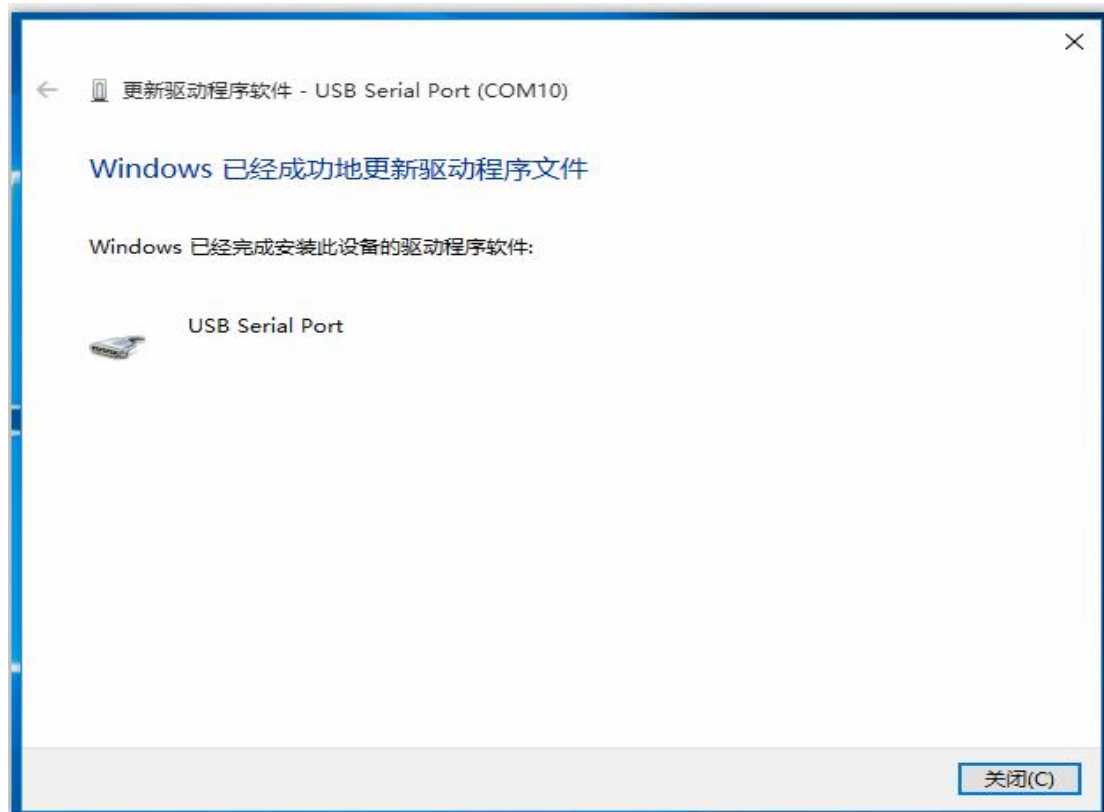 更新驱动程序软件 - USB Serial Port (COM10)
Windows 已经成功地更新驱动程序文件
Windows 已经完成安装此设备的驱动程序软件:
USB Serial Port
关闭(C)